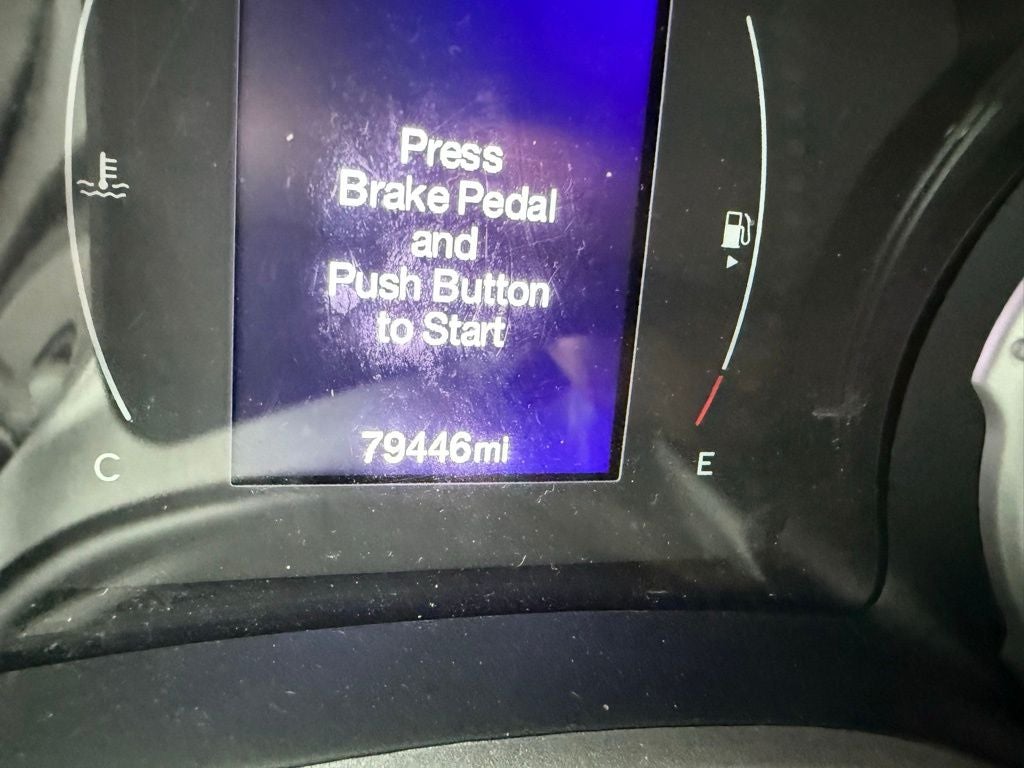 Press
Brake Pedal
and
Push Button
to Start
79446mi
C
E